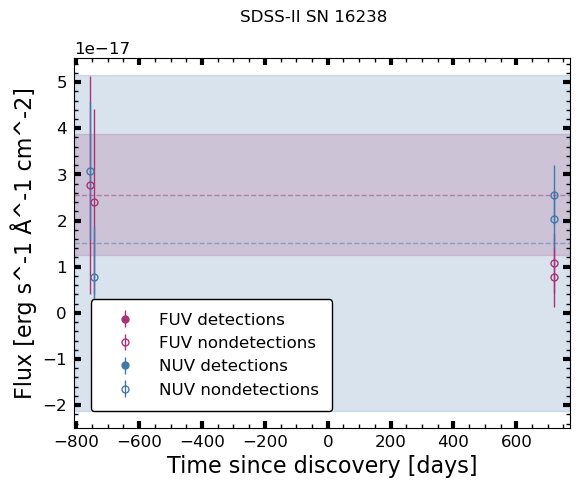 SDSS-II SN 16238
1e−17
5
4
3
2
1
0
−1
−2
Flux [erg s^-1 Å^-1 cm^-2]
FUV detections
FUV nondetections
NUV detections
NUV nondetections
−800 −600 −400 −200 0 200 400 600
Time since discovery [days]